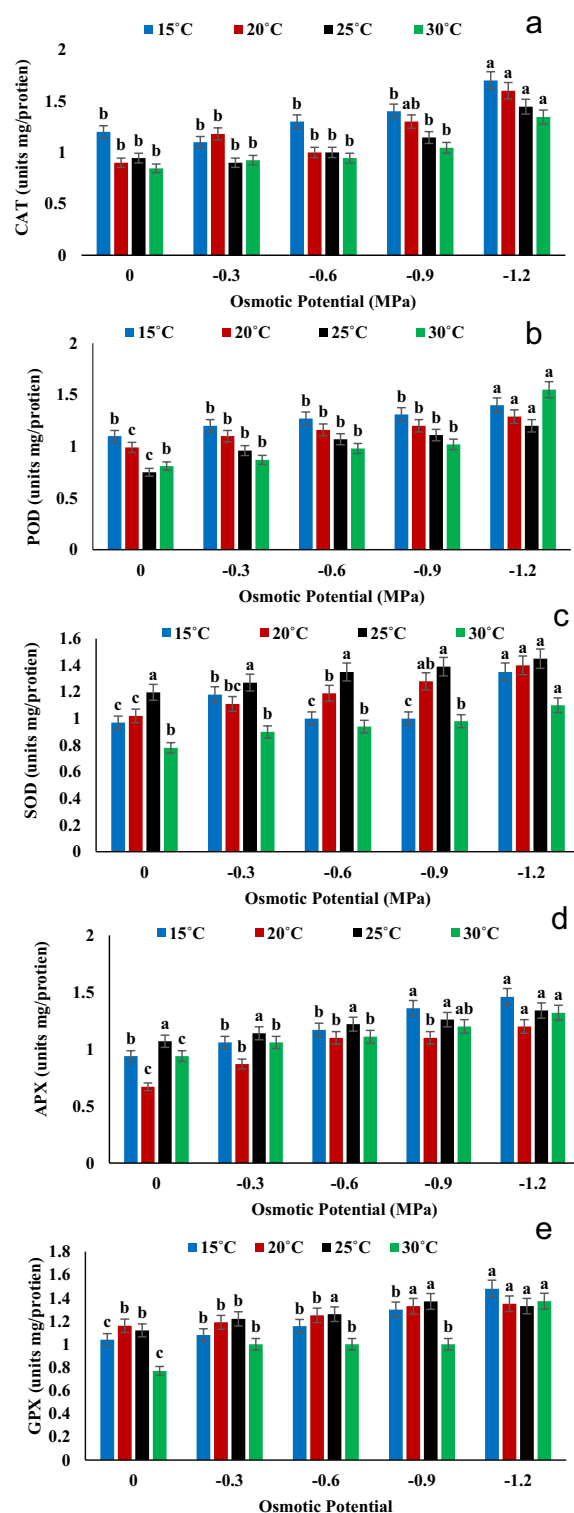 15°C 20°C 25°C 30°C a
2
1.5
1
0.5
0
CAT (units mg/protien)
b b b b b b b b b b b b b ab b b a a a a
0 -0.3 -0.6 -0.9 -1.2
Osmotic Potential (MPa)
15°C 20°C 25°C 30°C b
2
1.5
1
0.5
0
POD (units mg/protien)
b c c b b b b b b b b b b b b b a a a a
0 -0.3 -0.6 -0.9 -1.2
Osmotic Potential (MPa)
15°C 20°C 25°C 30°C c
1.6
1.4
1.2
1
0.8
0.6
0.4
0.2
0
SOD (units mg/protien)
c c a b b bc a b c b a b c ab a b a a a a
0 -0.3 -0.6 -0.9 -1.2
Osmotic Potential (MPa)
15°C 20°C 25°C 30°C d
2
1.5
1
0.5
0
APX (units mg/protien)
b c a c b b a b b b a b a b a ab a a a a
0 -0.3 -0.6 -0.9 -1.2
Osmotic Potential (MPa)
15°C 20°C 25°C 30°C e
1.8
1.6
1.4
1.2
1
0.8
0.6
0.4
0.2
0
GPX (units mg/protien)
c b b c b b b b b b a b b a a b a a a a
0 -0.3 -0.6 -0.9 -1.2
Osmotic Potential